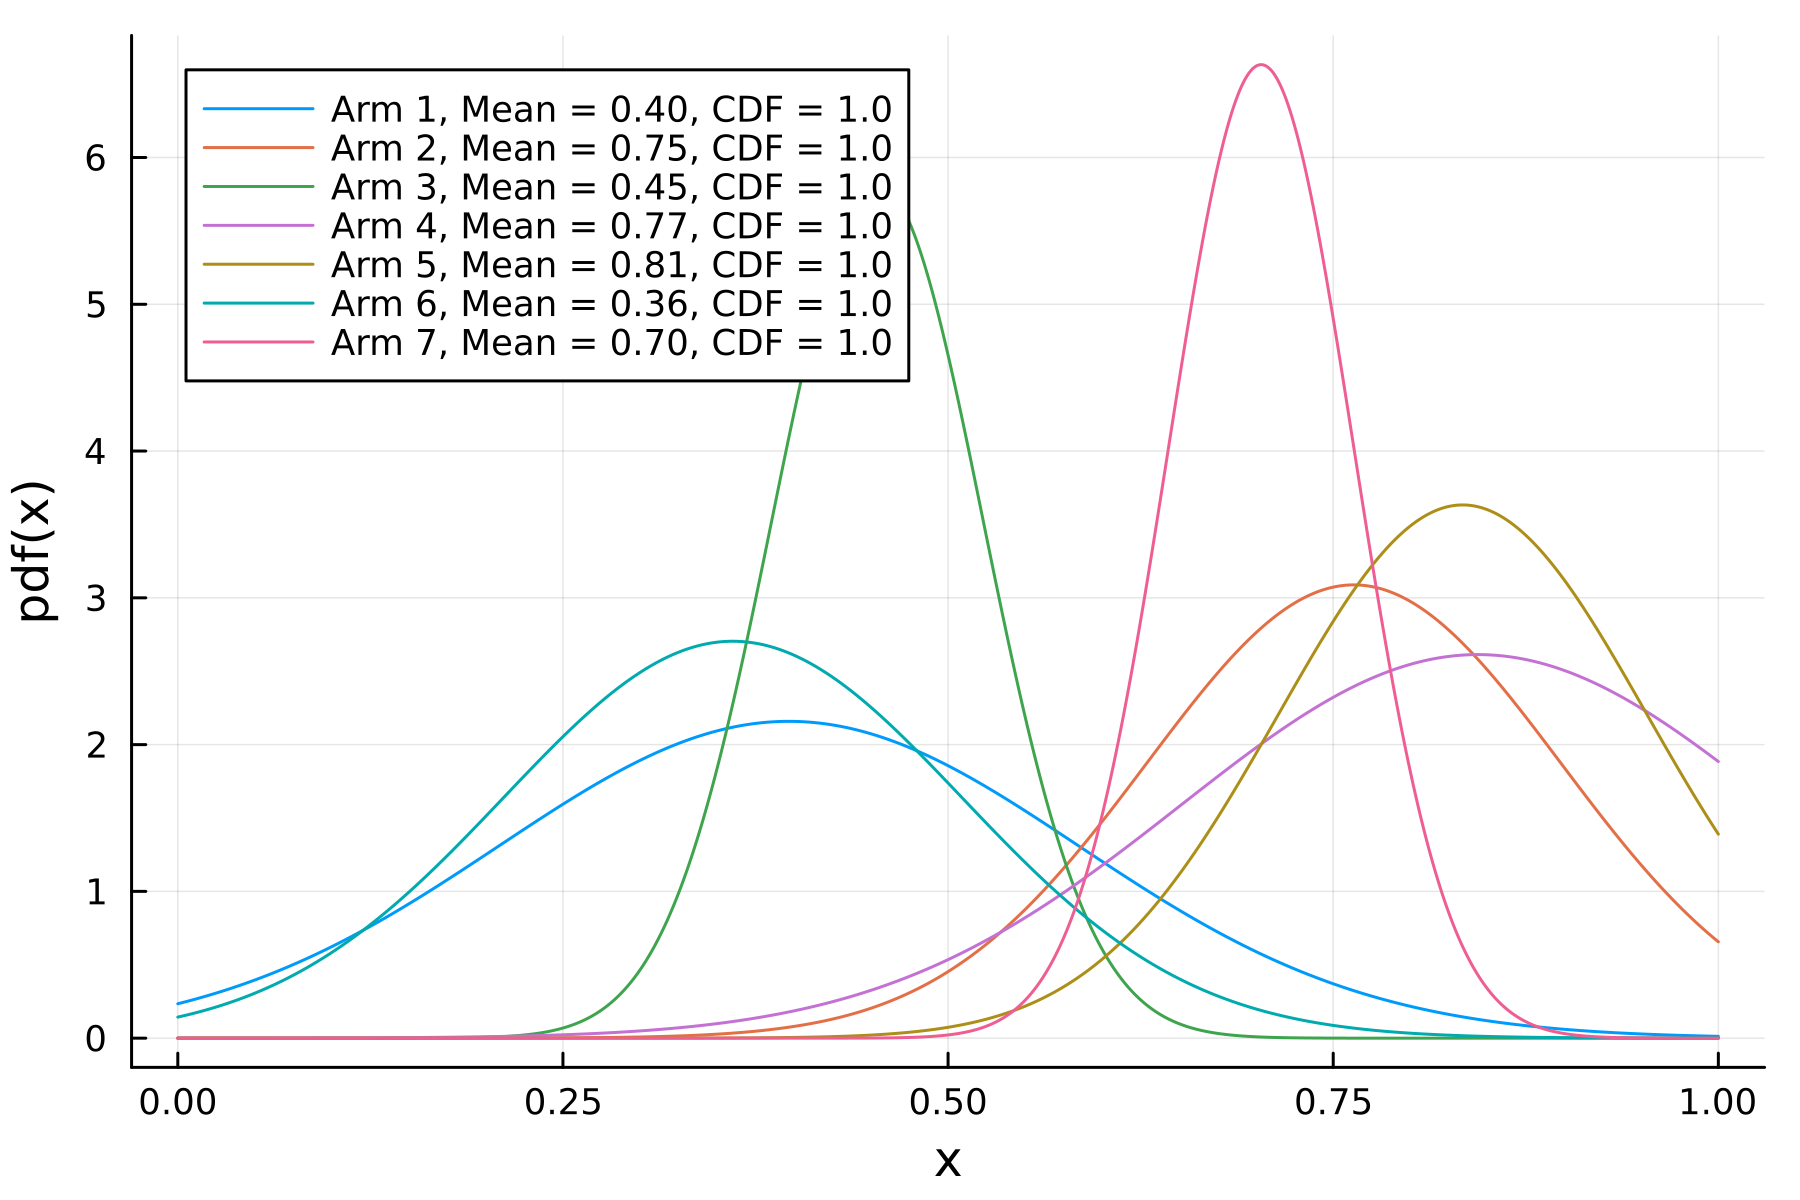 Arm 1, Mean = 0.40, CDF = 1.0
Arm 2, Mean = 0.75, CDF = 1.0
Arm 3, Mean = 0.45, CDF = 1.0
Arm 4, Mean = 0.77, CDF = 1.0
Arm 5, Mean = 0.81, CDF = 1.0
Arm 6, Mean = 0.36, CDF = 1.0
Arm 7, Mean = 0.70, CDF = 1.0
6
5
4
3
2
1
0
pdf(x)
0.00 0.25 0.50 0.75 1.00
x